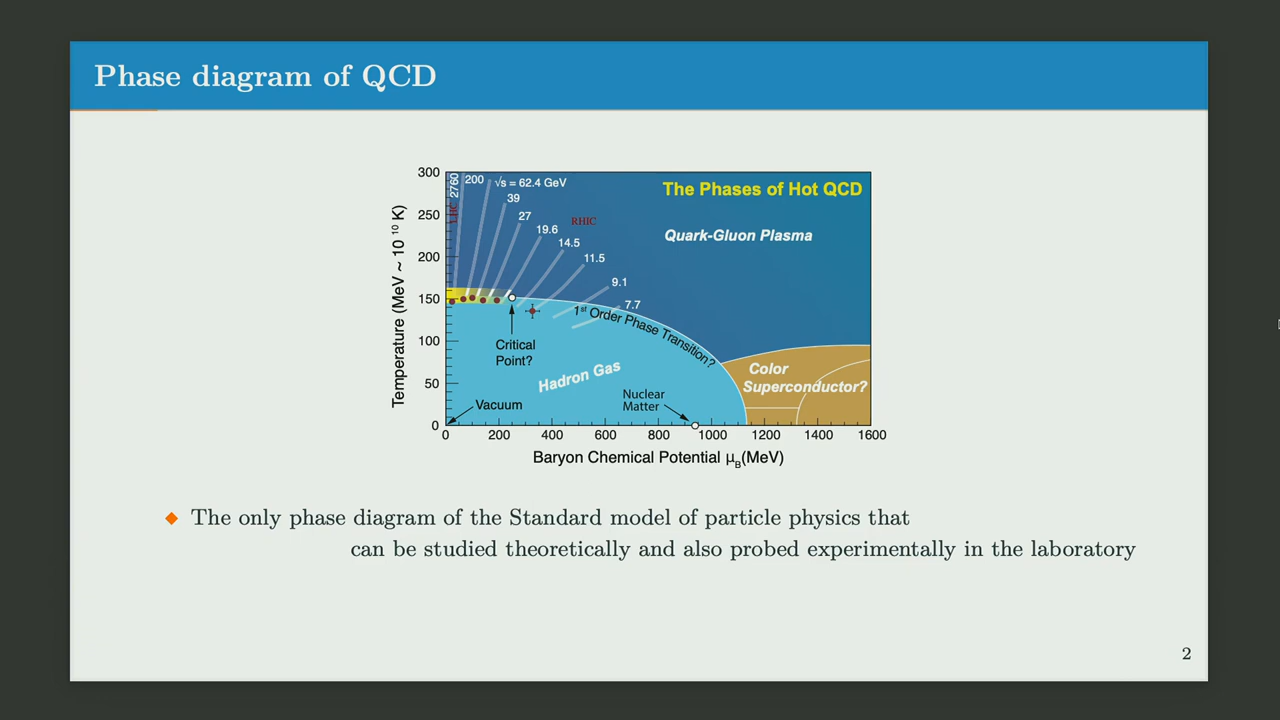 Phase diagram of QCD
The Phases of Hot QCD
Quark-Gluon Plasma
2760
200
√s = 62.4 GeV
39
27
19.6
14.5
11.5
9.1
7.7
LHC
RHIC
1st Order Phase Transition?
Critical
Point?
Hadron Gas
Color
Superconductor?
Nuclear
Matter
Vacuum
Temperature (MeV ~ 10 10 K)
300
250
200
150
100
50
0
0 200 400 600 800 1000 1200 1400 1600
Baryon Chemical Potential μB(MeV)
The only phase diagram of the Standard model of particle physics that
can be studied theoretically and also probed experimentally in the laboratory
2